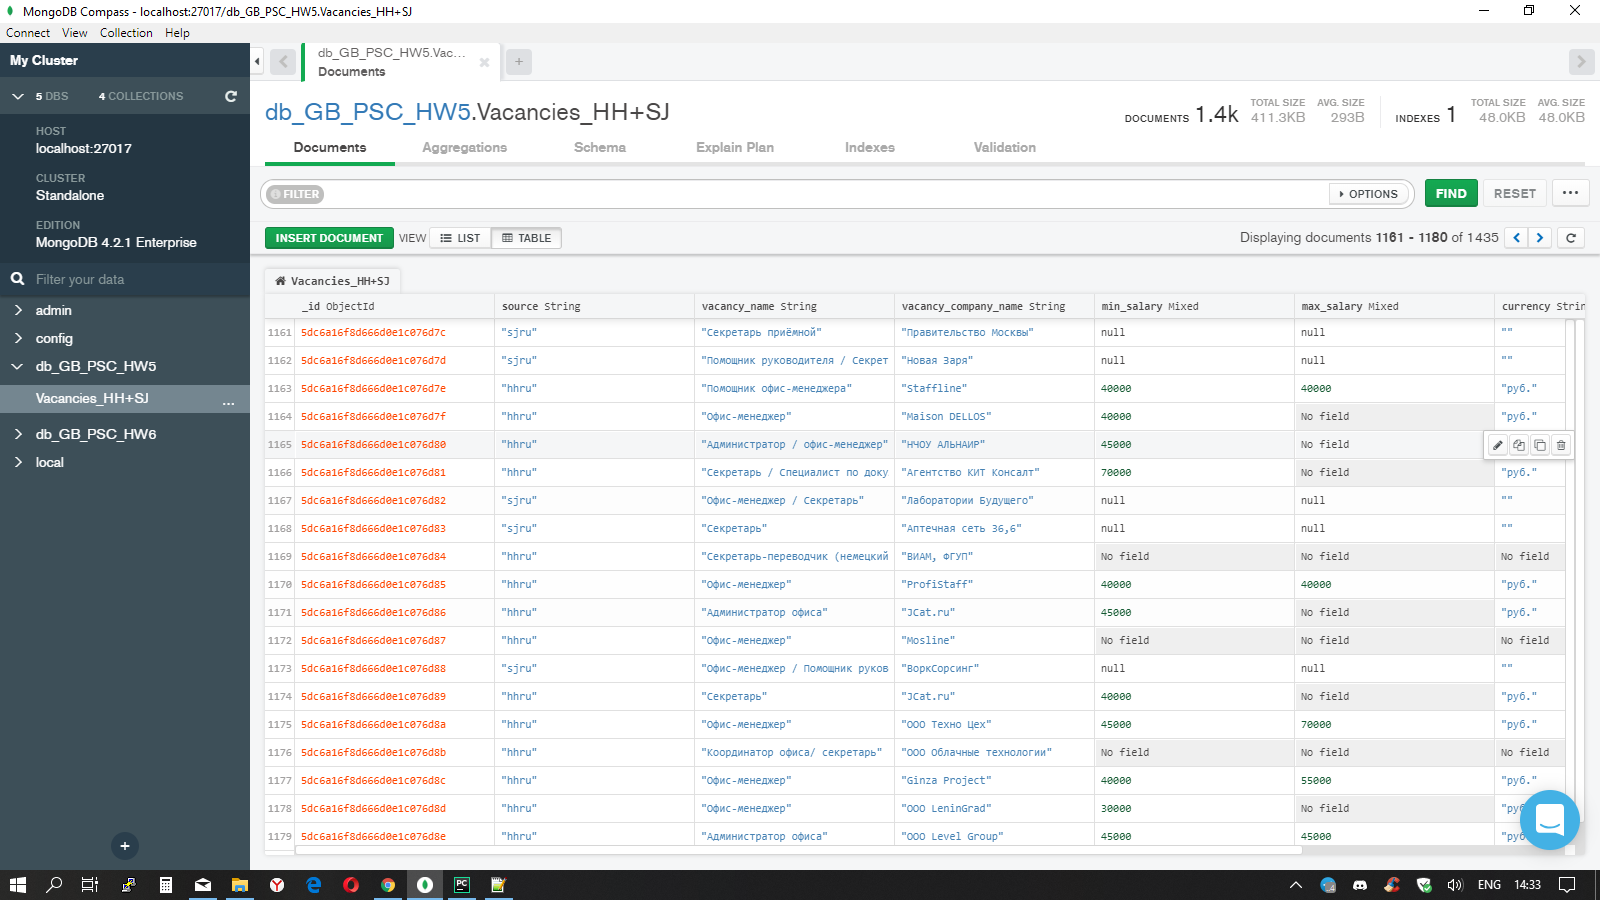 MongoDB Compass - localhost:27017/db_GB_PSC_HW5.Vacancies_HH+SJ
Connect View Collection Help
My Cluster
5 DBS 4 COLLECTIONS
HOST
localhost:27017
CLUSTER
Standalone
EDITION
MongoDB 4.2.1 Enterprise
Filter your data
admin
config
db_GB_PSC_HW5
Vacancies_HH+SJ ...
db_GB_PSC_HW6
local
db_GB_PSC_HW5.Vac...
Documents
db_GB_PSC_HW5.Vacancies_HH+SJ
DOCUMENTS 1.4k TOTAL SIZE 411.3KB AVG. SIZE 293B INDEXES 1 TOTAL SIZE 48.0KB AVG. SIZE 48.0KB
Documents Aggregations Schema Explain Plan Indexes Validation
FILTER OPTIONS FIND RESET ...
INSERT DOCUMENT VIEW LIST TABLE Displaying documents 1161 - 1180 of 1435
Vacancies_HH+SJ
_id ObjectId source String vacancy_name String vacancy_company_name String min_salary Mixed max_salary Mixed currency Strin
1161 5dc6a16f8d666d0e1c076d7c "sjru" "Секретарь приёмной" "Правительство Москвы" null null ""
1162 5dc6a16f8d666d0e1c076d7d "sjru" "Помощник руководителя / Секрет "Новая Заря" null null ""
1163 5dc6a16f8d666d0e1c076d7e "hhru" "Помощник офис-менеджера" "Staffline" 40000 40000 "руб."
1164 5dc6a16f8d666d0e1c076d7f "hhru" "Офис-менеджер" "Maison DELLOS" 40000 No field "руб."
1165 5dc6a16f8d666d0e1c076d80 "hhru" "Администратор / офис-менеджер" "НЧОУ АЛЬНАИР" 45000 No field
1166 5dc6a16f8d666d0e1c076d81 "hhru" "Секретарь / Специалист по доку "Агентство КИТ Консалт" 70000 No field "руб."
1167 5dc6a16f8d666d0e1c076d82 "sjru" "Офис-менеджер / Секретарь" "Лаборатории Будущего" null null ""
1168 5dc6a16f8d666d0e1c076d83 "sjru" "Секретарь" "Аптечная сеть 36,6" null null ""
1169 5dc6a16f8d666d0e1c076d84 "hhru" "Секретарь-переводчик (немецкий "ВИАМ, ФГУП" No field No field No field
1170 5dc6a16f8d666d0e1c076d85 "hhru" "Офис-менеджер" "ProfiStaff" 40000 40000 "руб."
1171 5dc6a16f8d666d0e1c076d86 "hhru" "Администратор офиса" "JCat.ru" 45000 No field "руб."
1172 5dc6a16f8d666d0e1c076d87 "hhru" "Офис-менеджер" "Mosline" No field No field No field
1173 5dc6a16f8d666d0e1c076d88 "sjru" "Офис-менеджер / Помощник руков "ВоркСорсинг" null null ""
1174 5dc6a16f8d666d0e1c076d89 "hhru" "Секретарь" "JCat.ru" 40000 No field "руб."
1175 5dc6a16f8d666d0e1c076d8a "hhru" "Офис-менеджер" "ООО Техно Цех" 45000 70000 "руб."
1176 5dc6a16f8d666d0e1c076d8b "hhru" "Координатор офиса/ секретарь" "ООО Облачные технологии" No field No field No field
1177 5dc6a16f8d666d0e1c076d8c "hhru" "Офис-менеджер" "Ginza Project" 40000 55000 "руб."
1178 5dc6a16f8d666d0e1c076d8d "hhru" "Офис-менеджер" "ООО LeninGrad" 30000 No field "руб
1179 5dc6a16f8d666d0e1c076d8e "hhru" "Администратор офиса" "ООО Level Group" 45000 45000 "руб
ENG 14:33